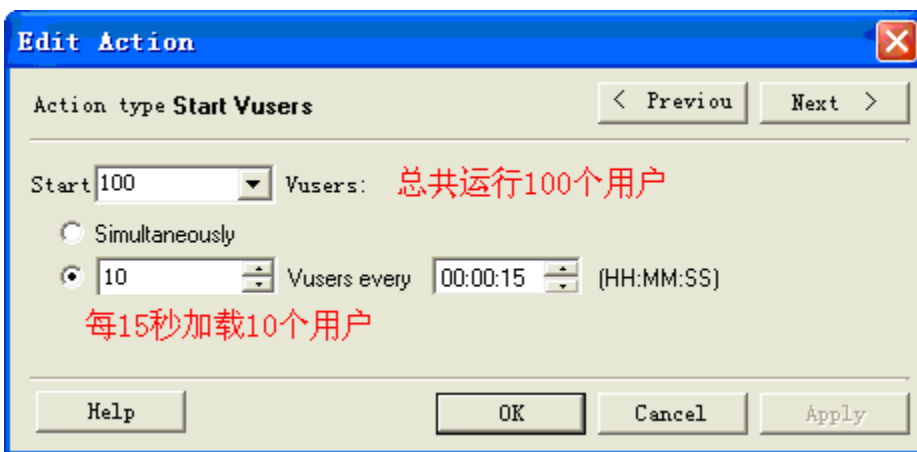 Edit Action
Action type Start Vusers
< Previou Next >
Start 100 Vusers: 总共运行100个用户
Simultaneously
10 Vusers every 00:00:15 (HH:MM:SS)
每15秒加载10个用户
Help OK Cancel Apply